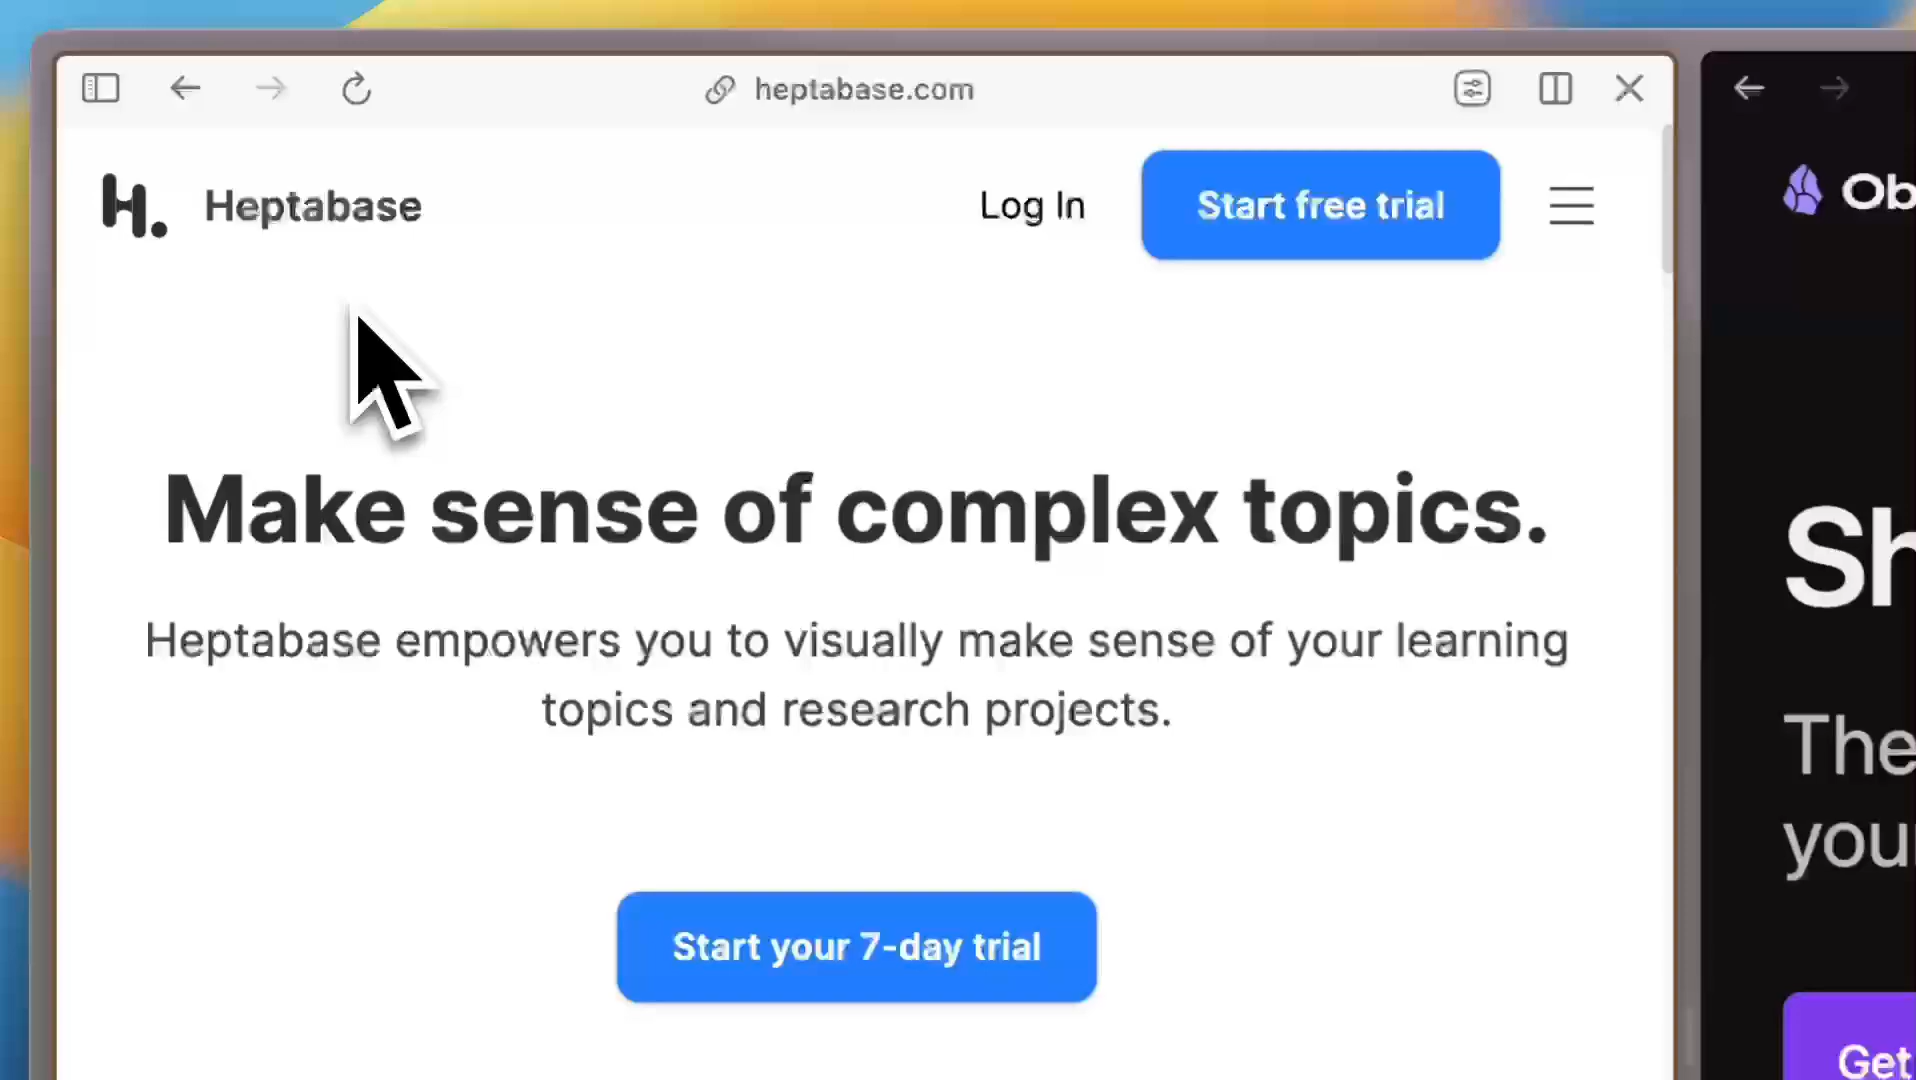 heptabase.com
H. Heptabase
Log In
Start free trial
Make sense of complex topics.
Heptabase empowers you to visually make sense of your learning
topics and research projects.
Start your 7-day trial
Ob
Sh
The
your
Get